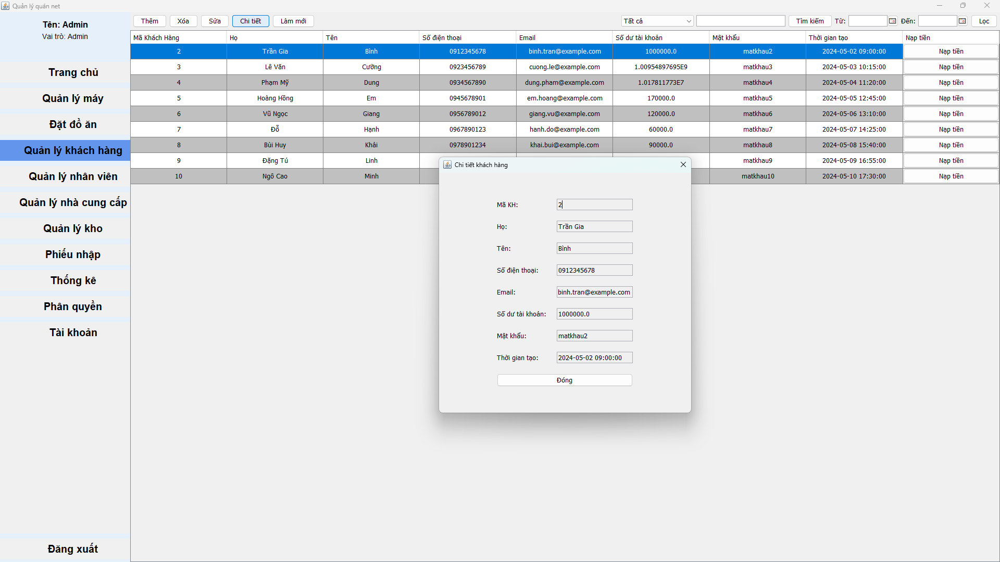 Quản lý quán net
Tên: Admin
Vai trò: Admin
Trang chủ
Quản lý máy
Đặt đồ ăn
Quản lý khách hàng
Quản lý nhân viên
Quản lý nhà cung cấp
Quản lý kho
Phiếu nhập
Thống kê
Phân quyền
Tài khoản
Đăng xuất
Thêm Xóa Sửa Chi tiết Làm mới Tất cả Tìm kiếm Từ: Đến: Lọc
Mã Khách Hàng Họ Tên Số điện thoại Email Số dư tài khoản Mật khẩu Thời gian tạo Nạp tiền
2 Trần Gia Bình 0912345678 binh.tran@example.com 1000000.0 matkhau2 2024-05-02 09:00:00 Nạp tiền
3 Lê Văn Cường 0923456789 cuong.le@example.com 1.00954897695E9 matkhau3 2024-05-03 10:15:00 Nạp tiền
4 Phạm Mỹ Dung 0934567890 dung.pham@example.com 1.017811773E7 matkhau4 2024-05-04 11:20:00 Nạp tiền
5 Hoàng Hồng Em 0945678901 em.hoang@example.com 170000.0 matkhau5 2024-05-05 12:45:00 Nạp tiền
6 Vũ Ngọc Giang 0956789012 giang.vu@example.com 120000.0 matkhau6 2024-05-06 13:10:00 Nạp tiền
7 Đỗ Hạnh 0967890123 hanh.do@example.com 60000.0 matkhau7 2024-05-07 14:25:00 Nạp tiền
8 Bùi Huy Khải 0978901234 khai.bui@example.com 90000.0 matkhau8 2024-05-08 15:40:00 Nạp tiền
9 Đặng Tú Linh matkhau9 2024-05-09 16:55:00 Nạp tiền
10 Ngô Cao Minh matkhau10 2024-05-10 17:30:00 Nạp tiền
Chi tiết khách hàng
Mã KH: 2
Họ: Trần Gia
Tên: Bình
Số điện thoại: 0912345678
Email: binh.tran@example.com
Số dư tài khoản: 1000000.0
Mật khẩu: matkhau2
Thời gian tạo: 2024-05-02 09:00:00
Đóng